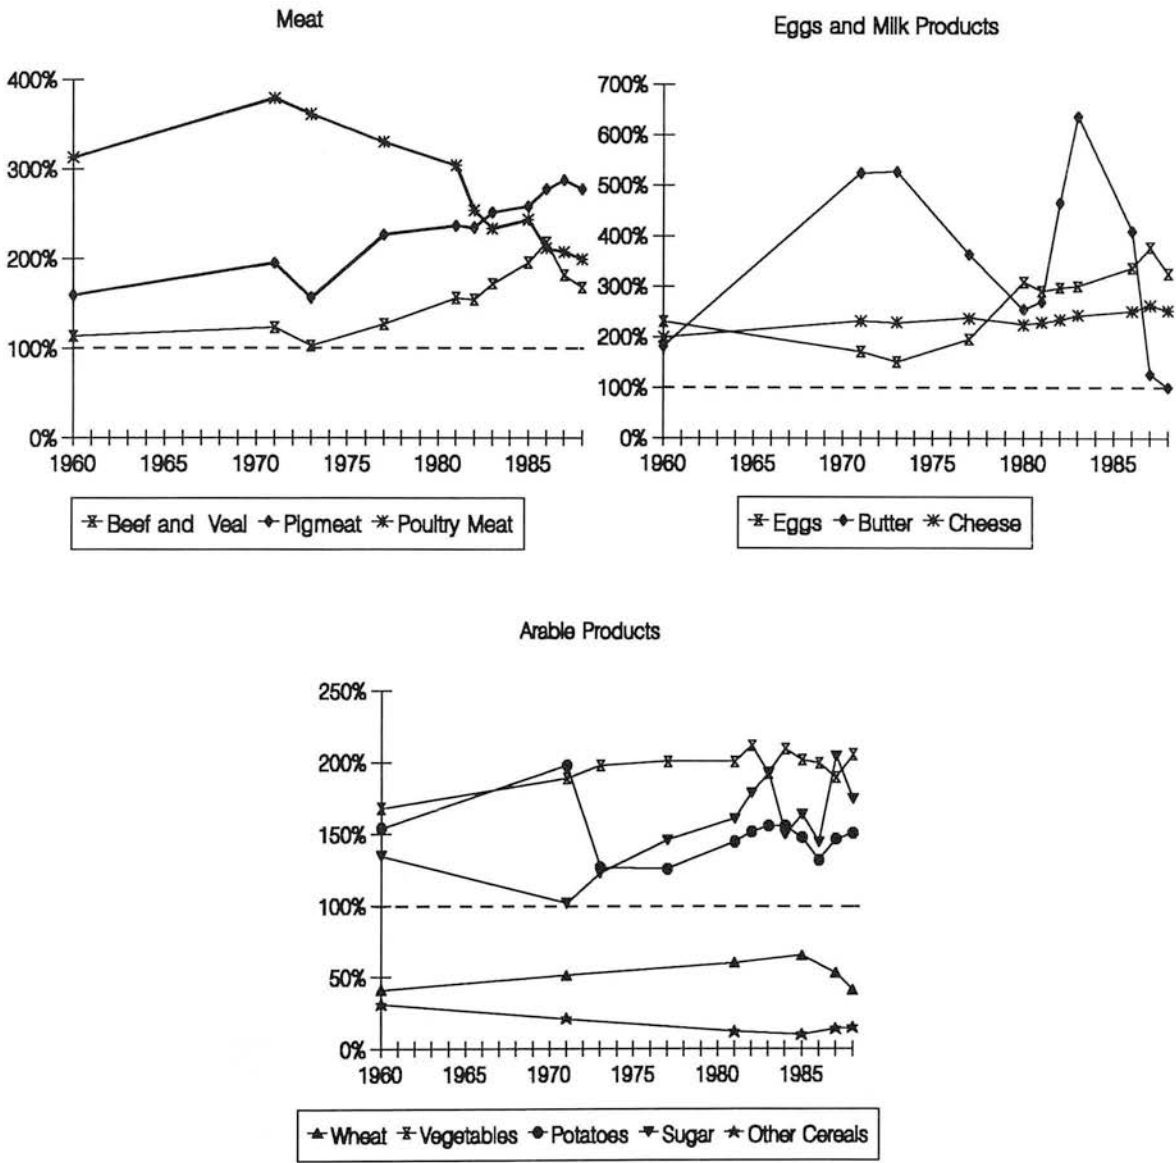 Meat
400%
300%
200%
100%
0%
1960 1965 1970 1975 1980 1985
Beef and Veal Pigmeat Poultry Meat
Eggs and Milk Products
700%
600%
500%
400%
300%
200%
100%
0%
1960 1965 1970 1975 1980 1985
Eggs Butter Cheese
Arable Products
250%
200%
150%
100%
50%
0%
1960 1965 1970 1975 1980 1985
Wheat Vegetables Potatoes Sugar Other Cereals